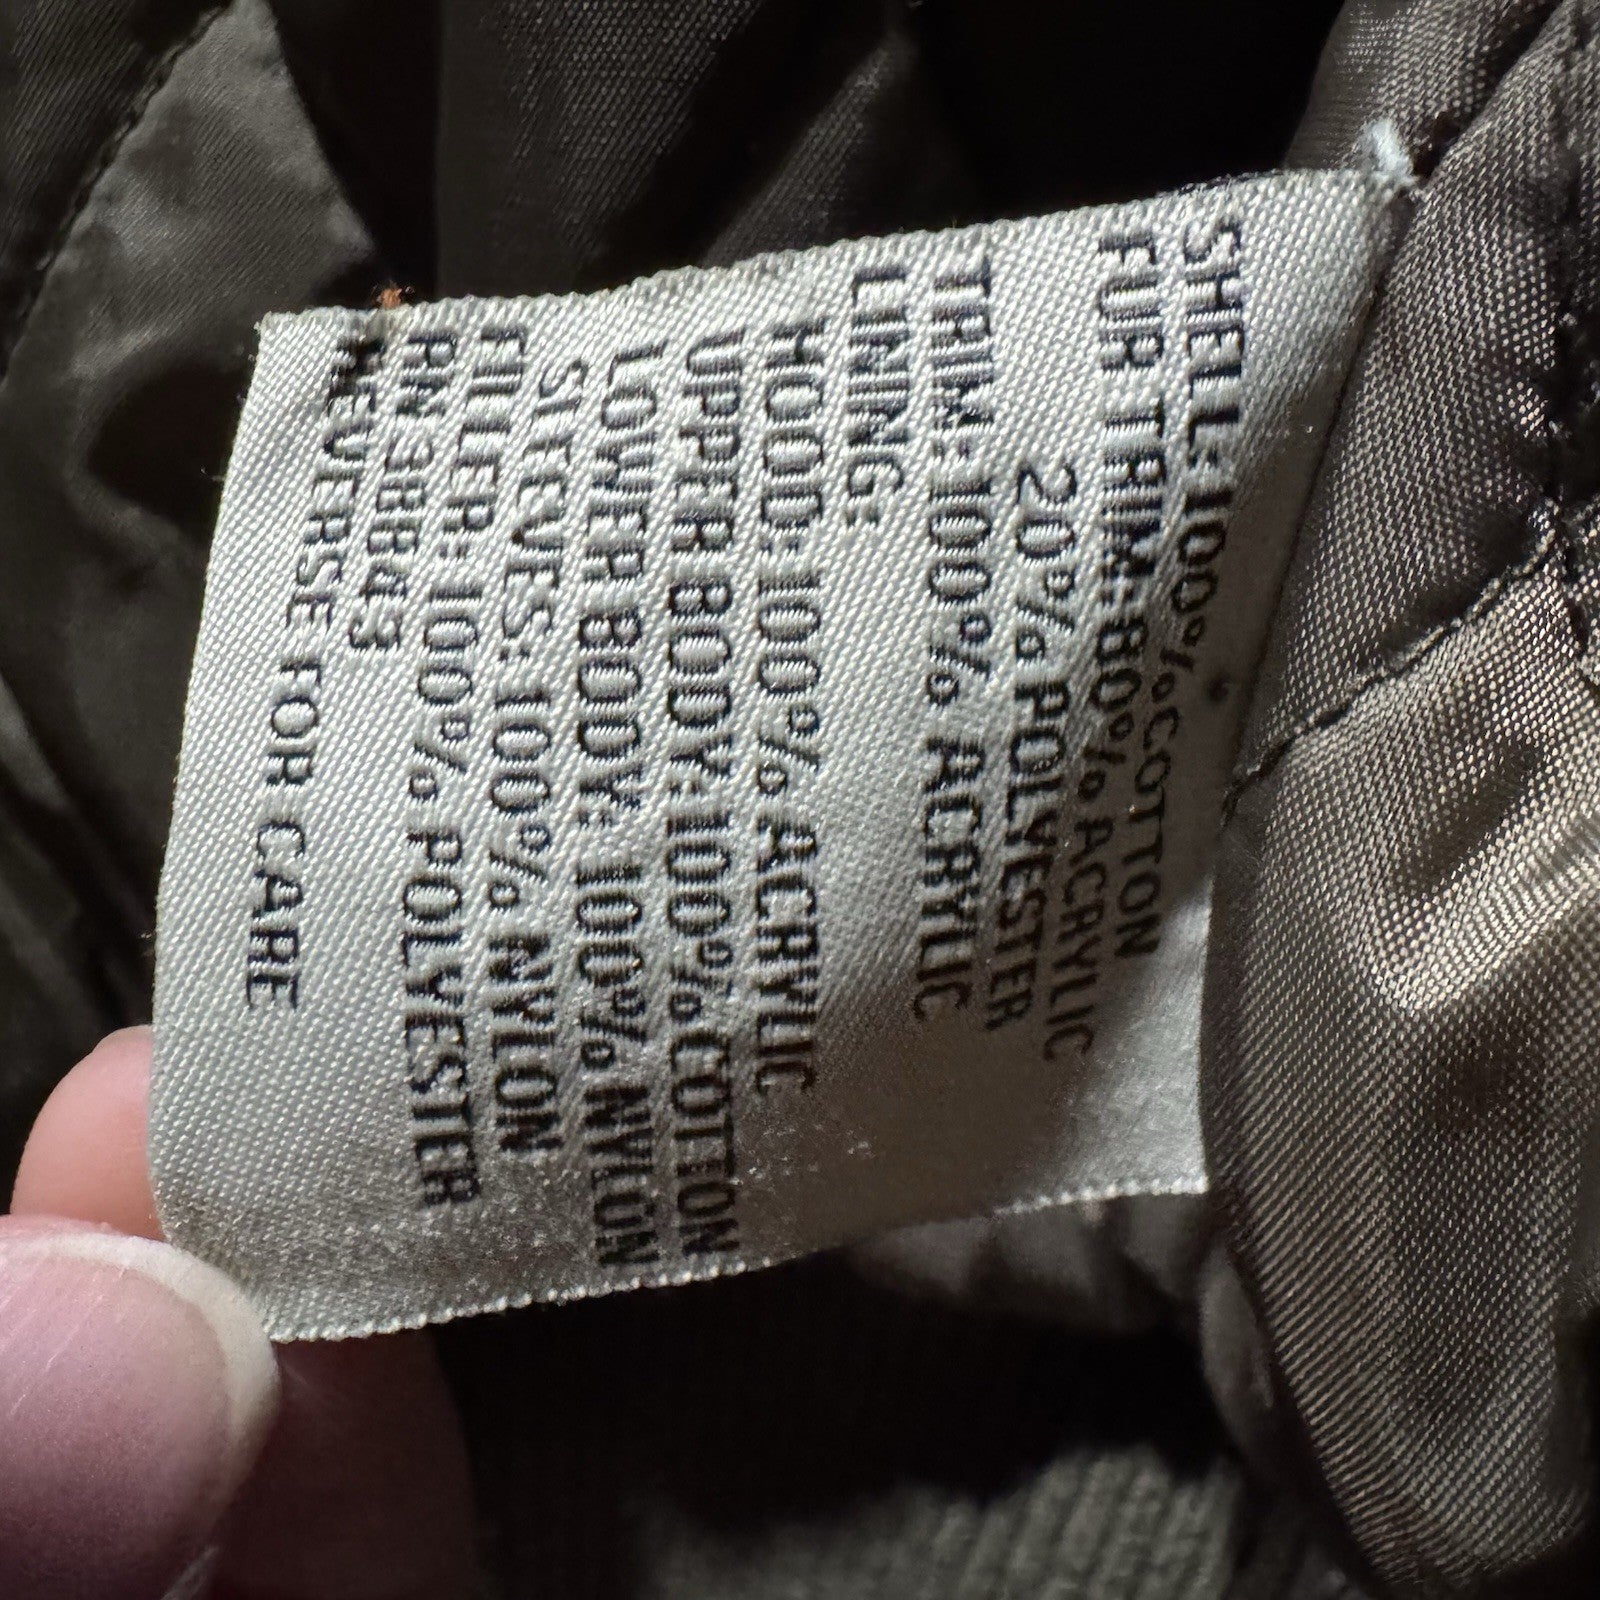 SHELL:100% COTTON
FUR TRIM:80% ACRYLIC
20% POLYESTER
TRIM:100% ACRYLIC
LINING:
HOOD:100% ACRYLIC
UPPER BODY:100% COTTON
LOWER BODY: 100% NYLON
SLEEVES: 100% NYLON
FILLER:100% POLYESTER
RN 38843
REVERSE FOR CARE